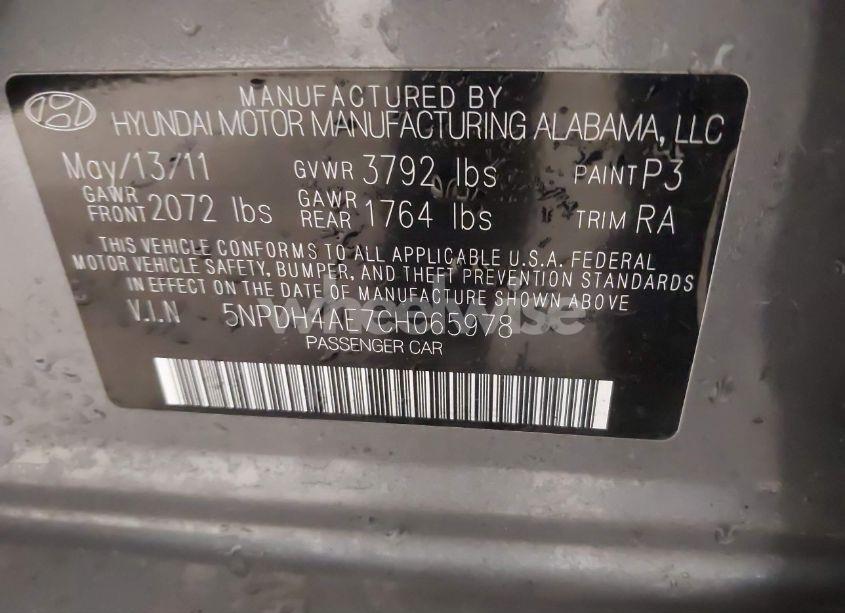 MANUFACTURED BY
HYUNDAI MOTOR MANUFACTURING ALABAMA, LLC
May/13/11 GVWR 3792 lbs PAINT P3
GAWR FRONT 2072 lbs GAWR REAR 1764 lbs TRIM RA
THIS VEHICLE CONFORMS TO ALL APPLICABLE U.S.A. FEDERAL
MOTOR VEHICLE SAFETY, BUMPER, AND THEFT PREVENTION STANDARDS
IN EFFECT ON THE DATE OF MANUFACTURE SHOWN ABOVE
V.I.N 5NPDH4AE7CH065978
PASSENGER CAR